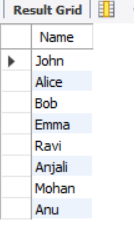 Result Grid
Name
John
Alice
Bob
Emma
Ravi
Anjali
Mohan
Anu